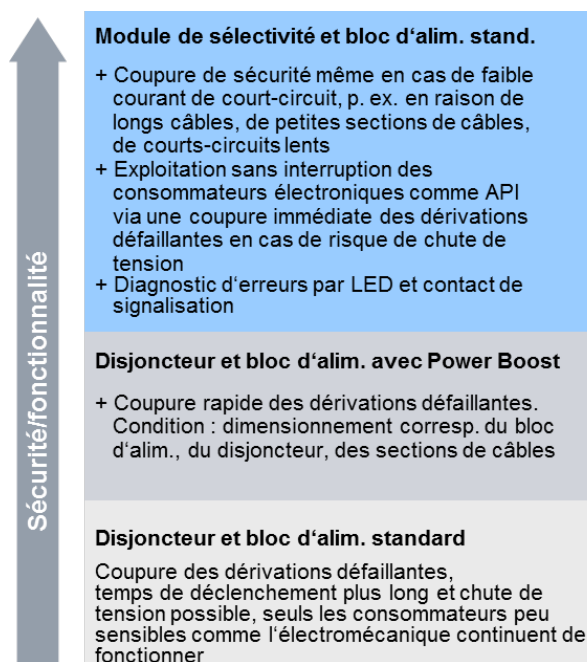 Sécurité/fonctionnalité
Module de sélectivité et bloc d‘alim. stand.
+ Coupure de sécurité même en cas de faible
courant de court-circuit, p. ex. en raison de
longs câbles, de petites sections de câbles,
de courts-circuits lents
+ Exploitation sans interruption des
consommateurs électroniques comme API
via une coupure immédiate des dérivations
défaillantes en cas de risque de chute de
tension
+ Diagnostic d‘erreurs par LED et contact de
signalisation
Disjoncteur et bloc d‘alim. avec Power Boost
+ Coupure rapide des dérivations défaillantes.
Condition : dimensionnement corresp. du bloc
d‘alim., du disjoncteur, des sections de câbles
Disjoncteur et bloc d‘alim. standard
Coupure des dérivations défaillantes,
temps de déclenchement plus long et chute de
tension possible, seuls les consommateurs peu
sensibles comme l‘électromécanique continuent de
fonctionner